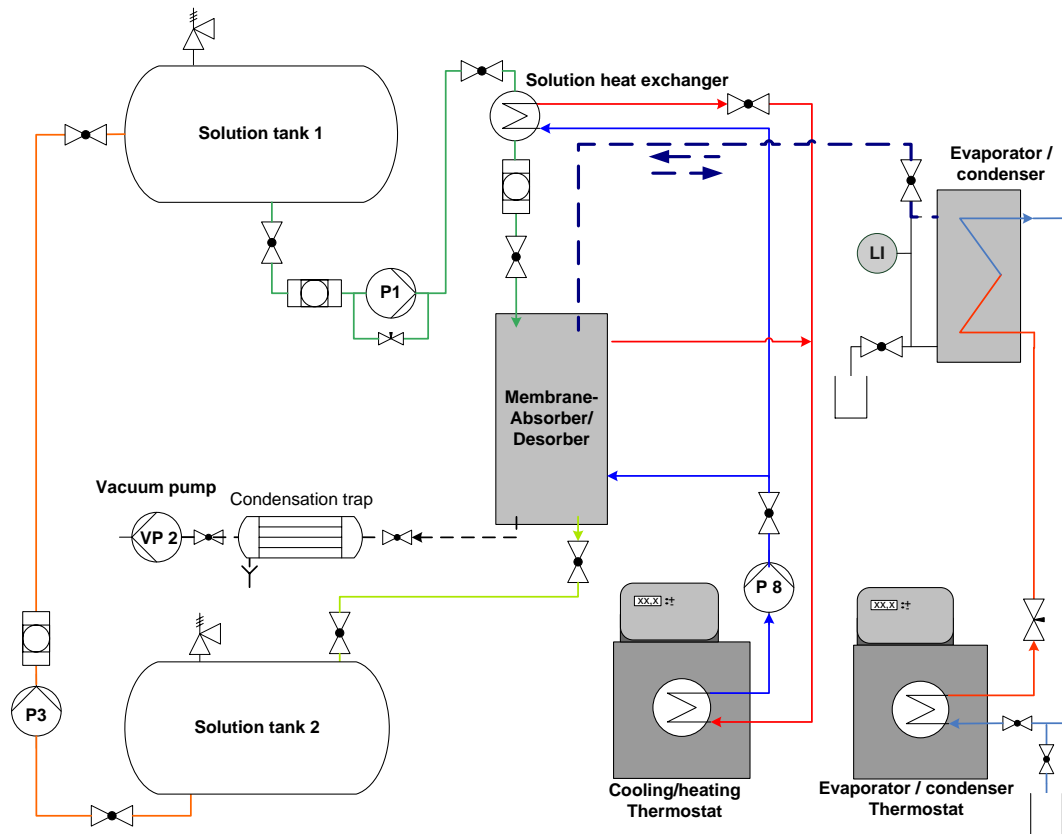 Solution heat exchanger
Solution tank 1
Evaporator /
condenser
LI
P1
Membrane-
Absorber/
Desorber
Vacuum pump
Condensation trap
VP 2
P 8
XX,X
XX,X
P3
Solution tank 2
Cooling/heating
Thermostat
Evaporator / condenser
Thermostat